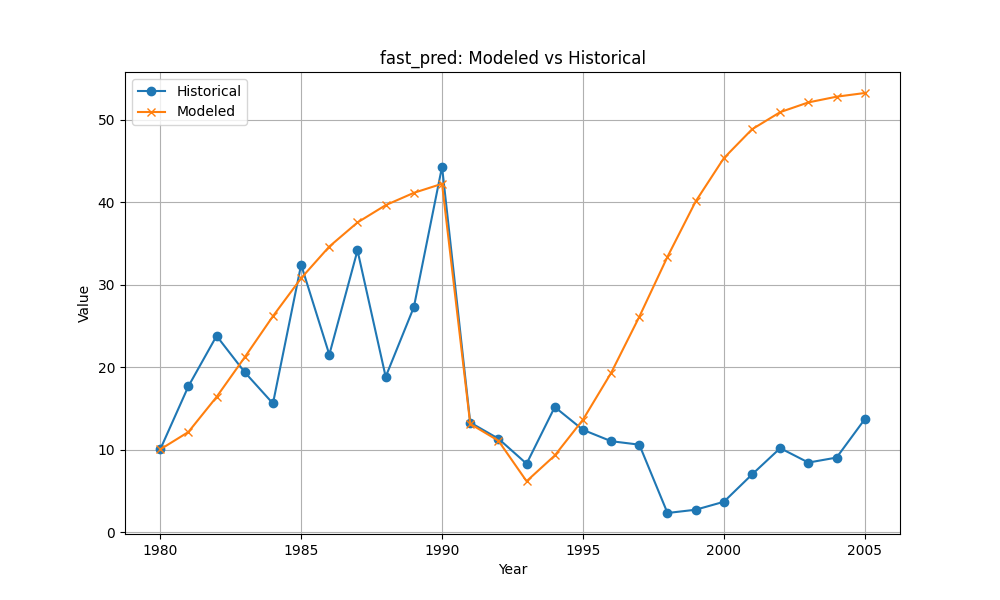 fast_pred: Modeled vs Historical
Historical
Modeled
Value
50
40
30
20
10
0
1980 1985 1990 1995 2000 2005
Year